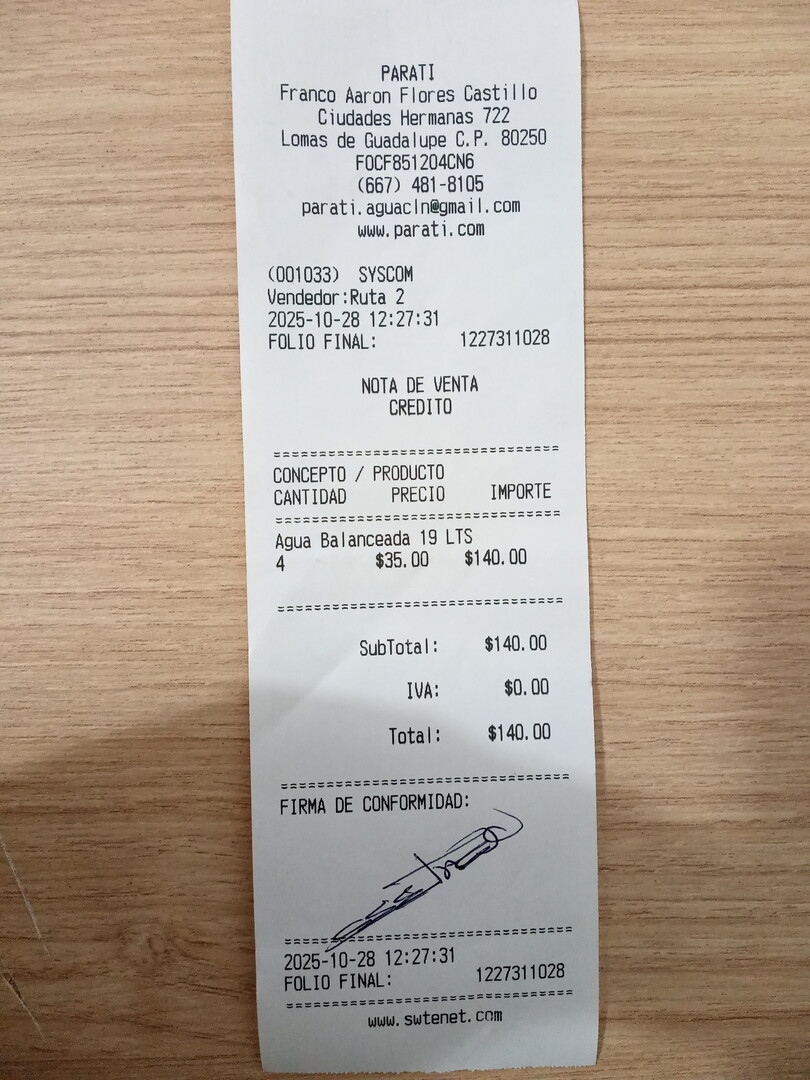 PARATI
Franco Aaron Flores Castillo
Ciudades Hermanas 722
Lomas de Guadalupe C.P. 80250
FOCF851204CN6
(667) 481-8105
parati.aguacln@gmail.com
www.parati.com
(001033) SYSCOM
Vendedor:Ruta 2
2025-10-28 12:27:31
FOLIO FINAL: 1227311028
NOTA DE VENTA
CREDITO
===============================
CONCEPTO / PRODUCTO
CANTIDAD PRECIO IMPORTE
===============================
Agua Balanceada 19 LTS
4 $35.00 $140.00
===============================
SubTotal: $140.00
IVA: $0.00
Total: $140.00
===============================
FIRMA DE CONFORMIDAD:
===============================
2025-10-28 12:27:31
FOLIO FINAL: 1227311028
===============================
www.swtenet.com